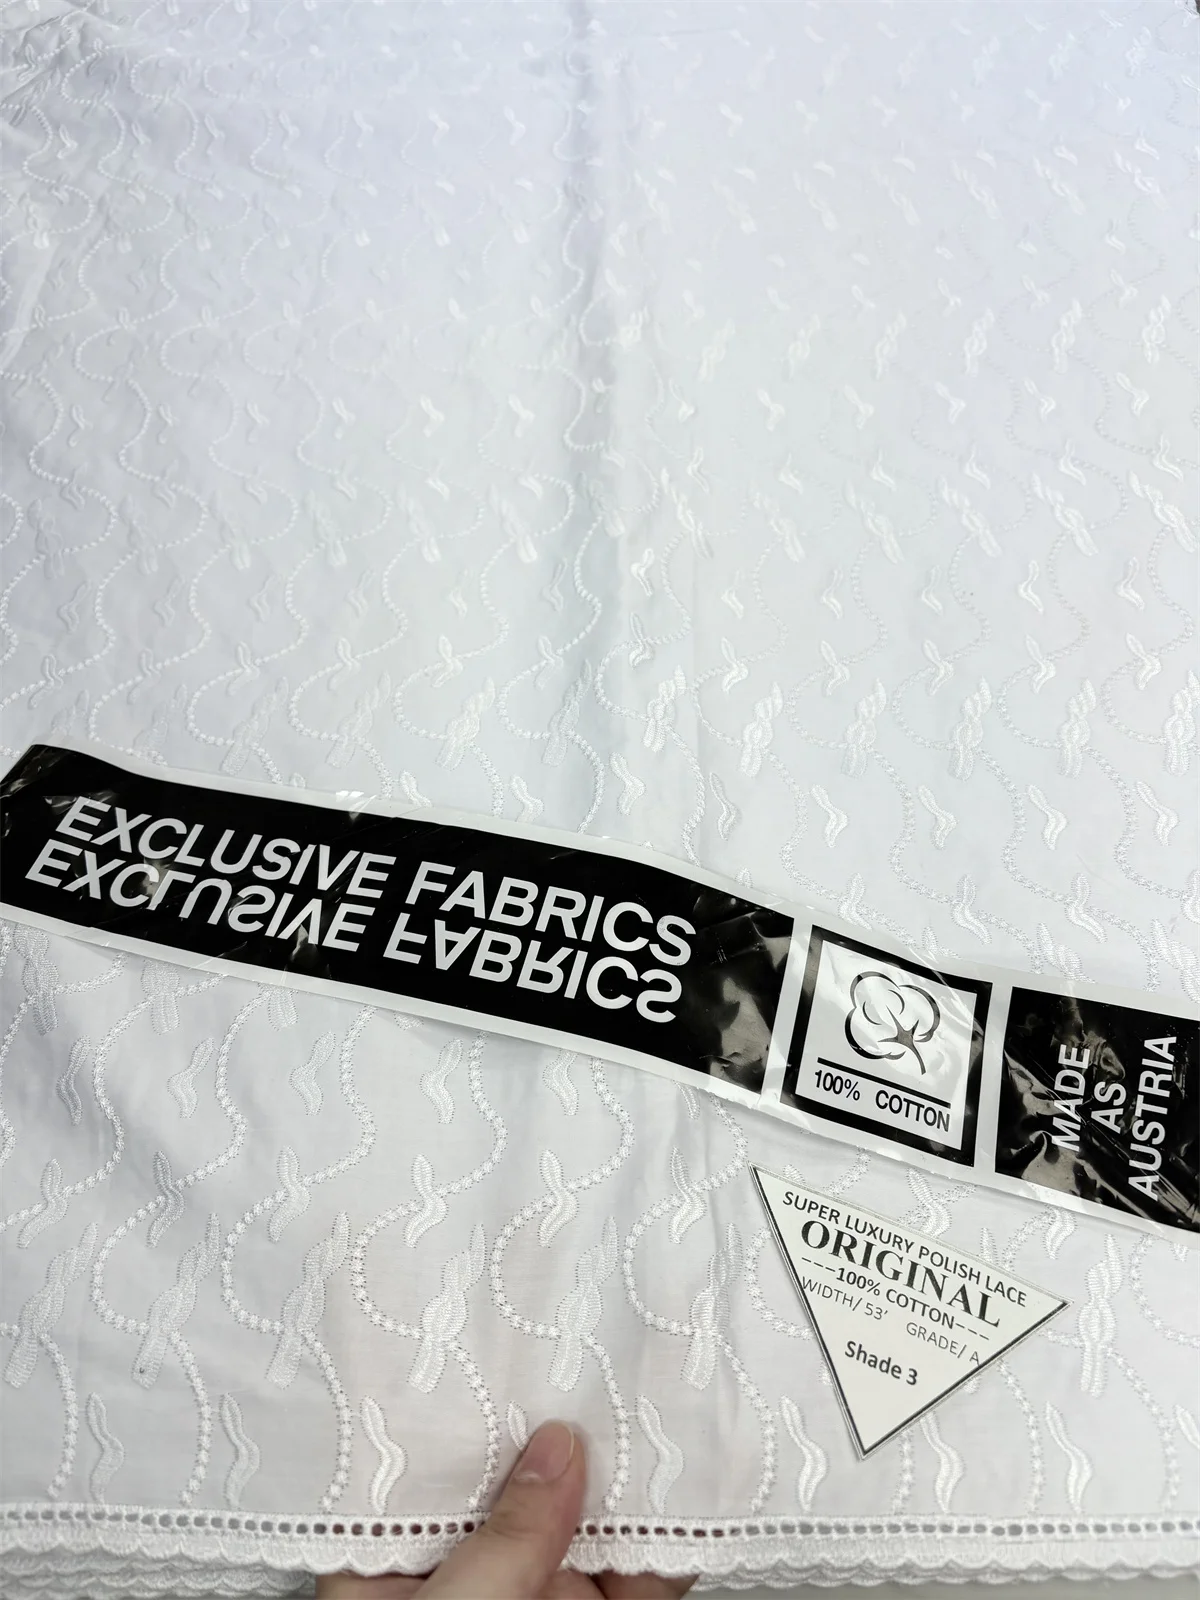 EXCLUSIVE FABRICS
EXCLUSIVE FABRICS
100% COTTON
MADE
AS
AUSTRIA
SUPER LUXURY POLISH LACE
ORIGINAL
---100% COTTON---
WIDTH/ 53' GRADE/ A
Shade 3